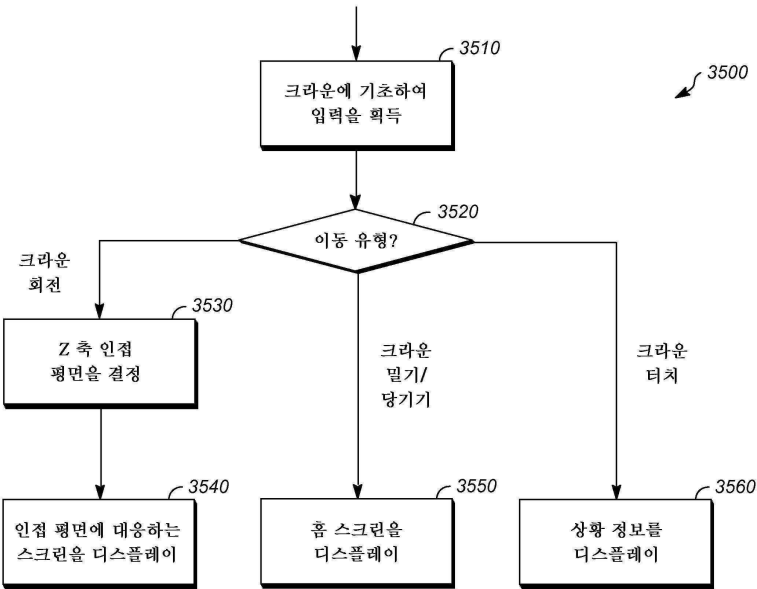 3510
3500
크라운에 기초하여
입력을 획득
3520
이동 유형?
크라운
회전
3530
Z 축 인접
평면을 결정
크라운
밀기/
당기기
크라운
터치
3540
인접 평면에 대응하는
스크린을 디스플레이
3550
홈 스크린을
디스플레이
3560
상황 정보를
디스플레이